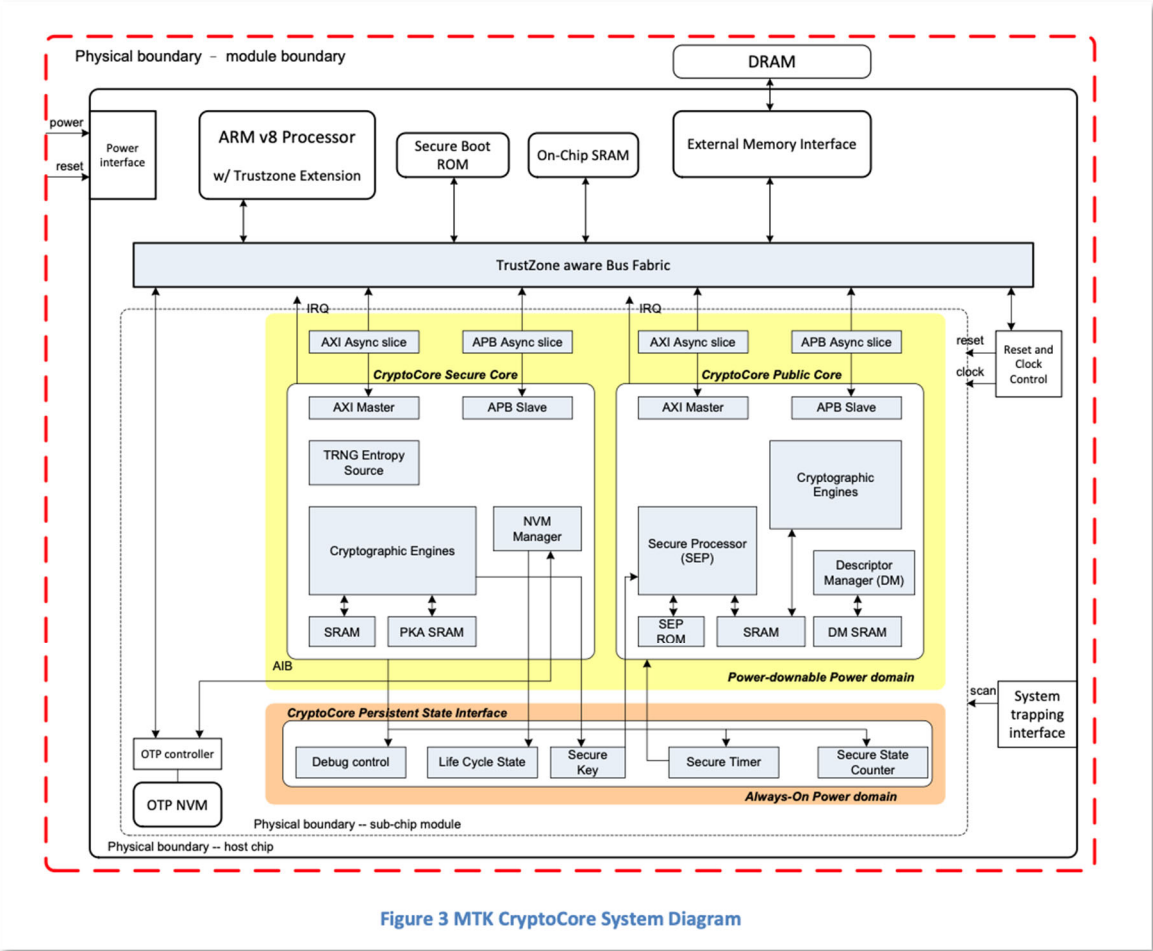 Physical boundary – module boundary
DRAM
power
reset
Power
interface
ARM v8 Processor
w/ Trustzone Extension
Secure Boot
ROM
On-Chip SRAM
External Memory Interface
TrustZone aware Bus Fabric
IRQ
IRQ
AXI Async slice
APB Async slice
AXI Async slice
APB Async slice
reset
clock
Reset and
Clock
Control
CryptoCore Secure Core
CryptoCore Public Core
AXI Master
APB Slave
AXI Master
APB Slave
TRNG Entropy
Source
Cryptographic
Engines
Cryptographic Engines
NVM
Manager
Secure Processor
(SEP)
Descriptor
Manager (DM)
SRAM
PKA SRAM
SEP
ROM
SRAM
DM SRAM
AIB
Power-downable Power domain
scan
System
trapping
interface
CryptoCore Persistent State Interface
OTP controller
Debug control
Life Cycle State
Secure
Key
Secure Timer
Secure State
Counter
OTP NVM
Always-On Power domain
Physical boundary -- sub-chip module
Physical boundary -- host chip
Figure 3 MTK CryptoCore System Diagram